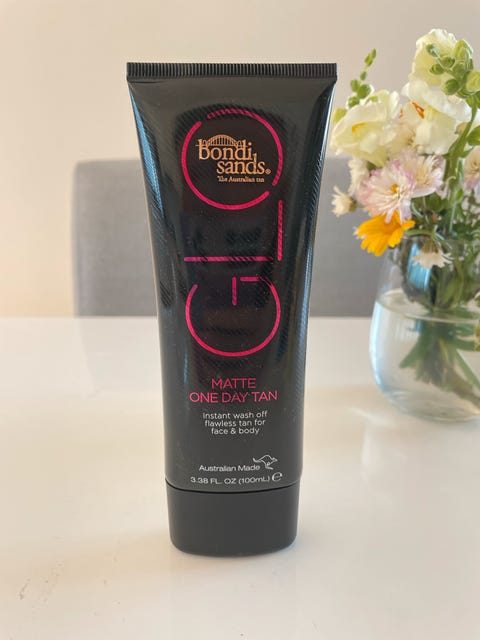 bondi
sands®
The Australian tan
GLO
MATTE
ONE DAY TAN
instant wash off
flawless tan for
face & body
Australian Made
3.38 FL. OZ (100mL) ℮